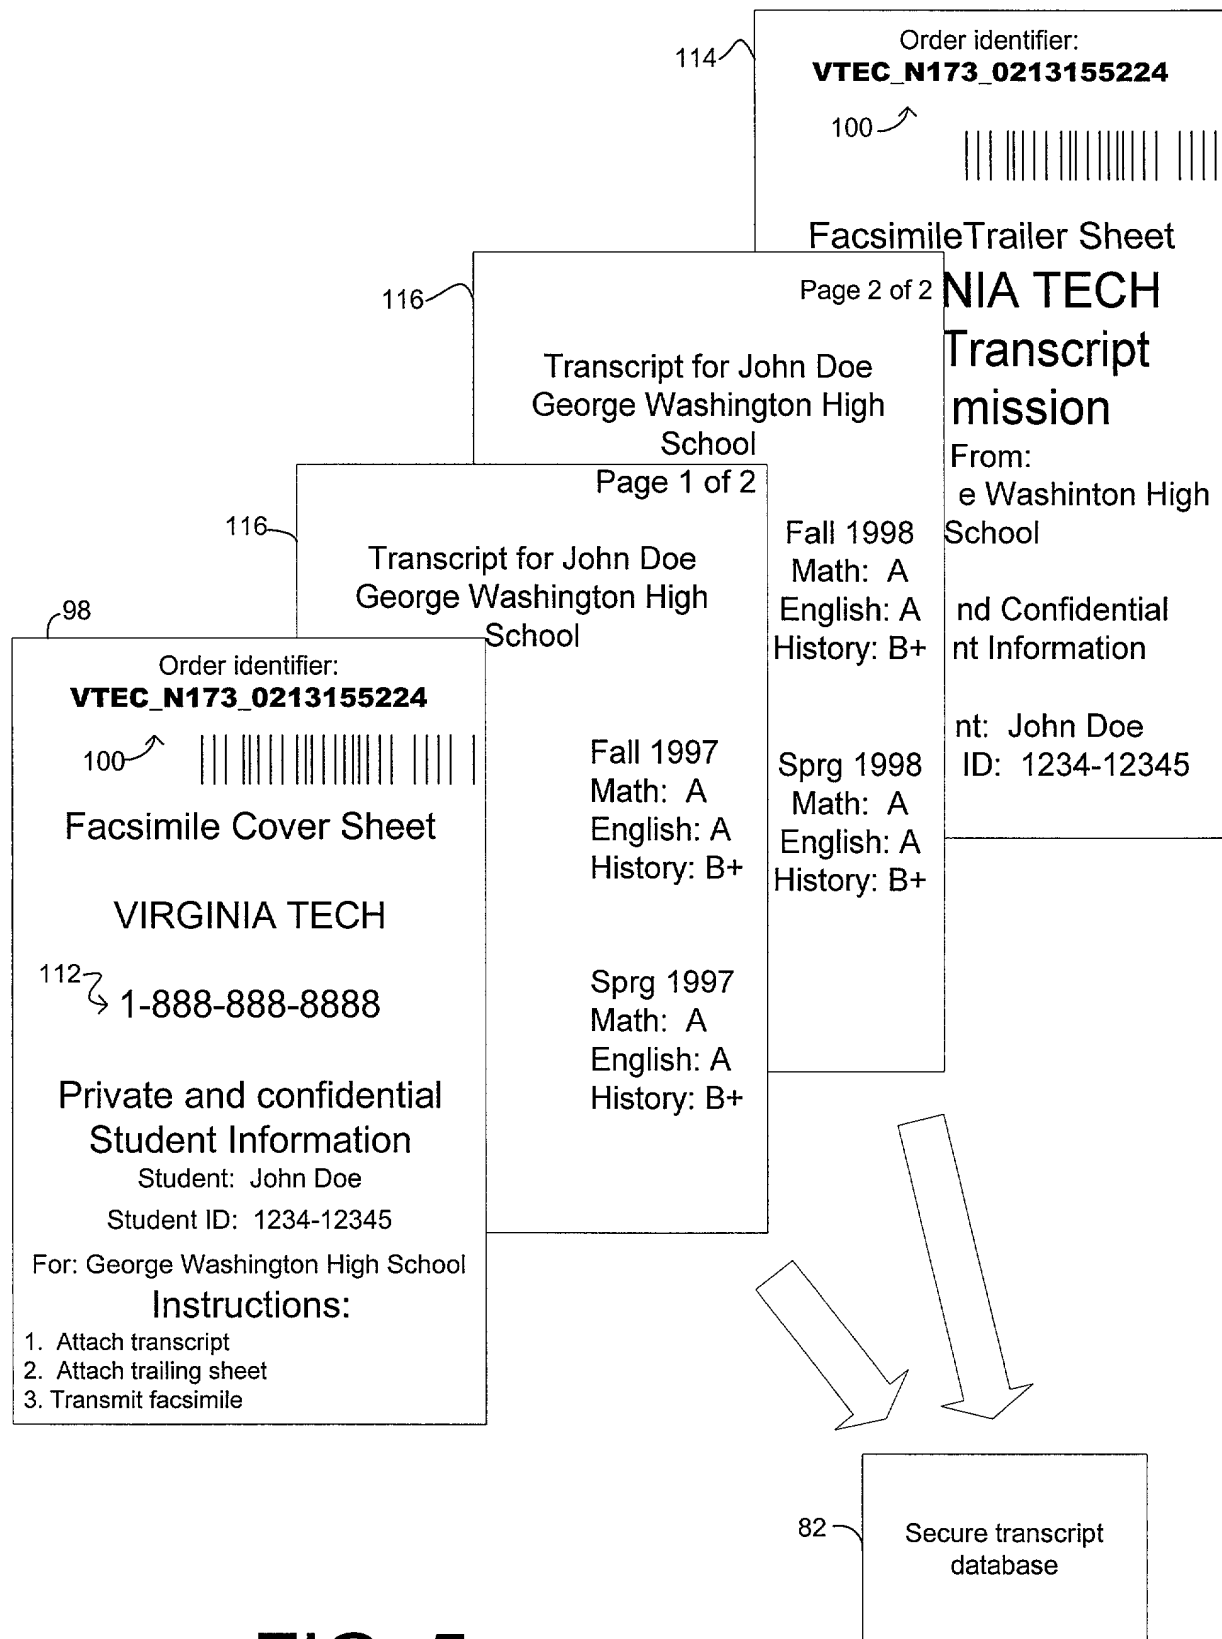 114
Order identifier:
VTEC_N173_0213155224
100
FacsimileTrailer Sheet
NIA TECH
Transcript
mission
From:
e Washinton High
School
nd Confidential
nt Information
nt: John Doe
ID: 1234-12345
116
Page 2 of 2
Transcript for John Doe
George Washington High
School
Fall 1998
Math: A
English: A
History: B+
Sprg 1998
Math: A
English: A
History: B+
116
Page 1 of 2
Transcript for John Doe
George Washington High
School
Fall 1997
Math: A
English: A
History: B+
Sprg 1997
Math: A
English: A
History: B+
98
Order identifier:
VTEC_N173_0213155224
100
Facsimile Cover Sheet
VIRGINIA TECH
112
1-888-888-8888
Private and confidential
Student Information
Student: John Doe
Student ID: 1234-12345
For: George Washington High School
Instructions:
1. Attach transcript
2. Attach trailing sheet
3. Transmit facsimile
82
Secure transcript
database